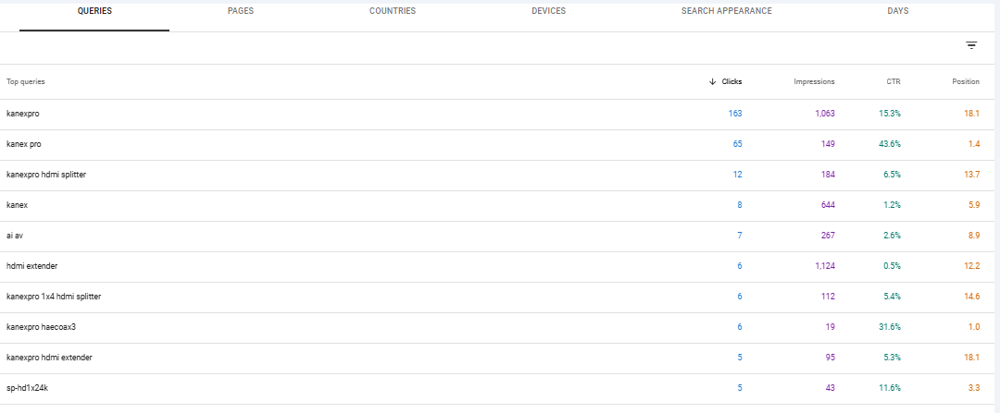 QUERIES PAGES COUNTRIES DEVICES SEARCH APPEARANCE DAYS
Top queries Clicks Impressions CTR Position
kanexpro 163 1,063 15.3% 18.1
kanex pro 65 149 43.6% 1.4
kanexpro hdmi splitter 12 184 6.5% 13.7
kanex 8 644 1.2% 5.9
ai av 7 267 2.6% 8.9
hdmi extender 6 1,124 0.5% 12.2
kanexpro 1x4 hdmi splitter 6 112 5.4% 14.6
kanexpro haecoax3 6 19 31.6% 1.0
kanexpro hdmi extender 5 95 5.3% 18.1
sp-hd1x24k 5 43 11.6% 3.3